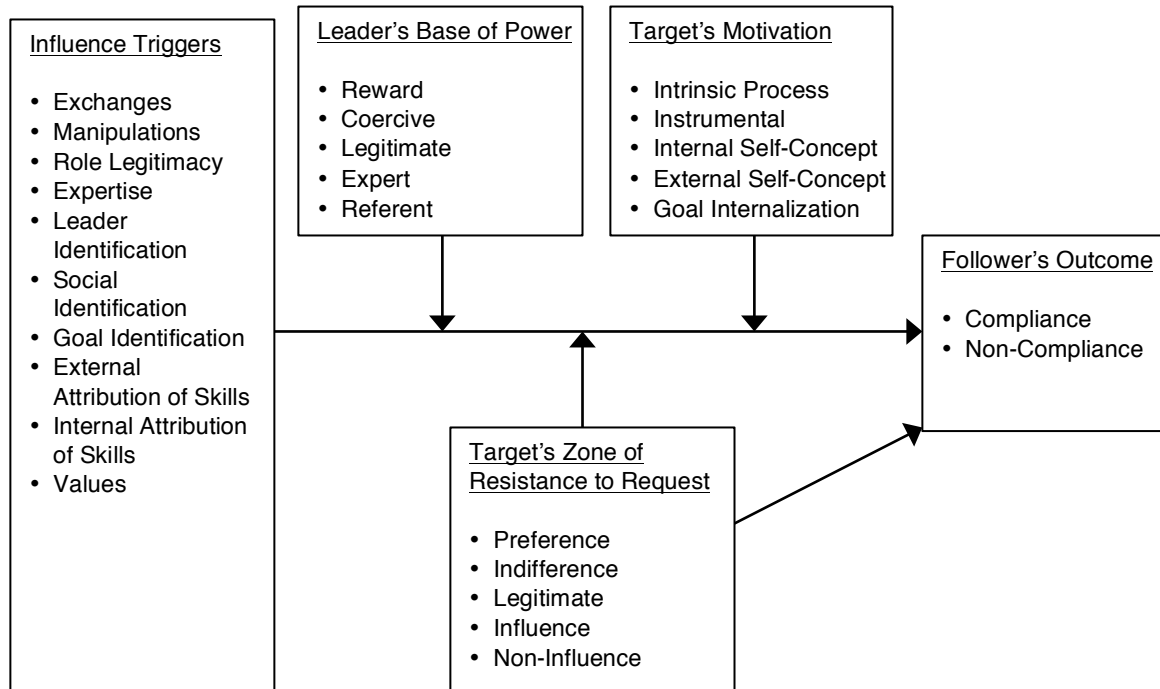 Influence Triggers
• Exchanges
• Manipulations
• Role Legitimacy
• Expertise
• Leader
Identification
• Social
Identification
• Goal Identification
• External
Attribution of Skills
• Internal Attribution
of Skills
• Values
Leader’s Base of Power
• Reward
• Coercive
• Legitimate
• Expert
• Referent
Target’s Motivation
• Intrinsic Process
• Instrumental
• Internal Self-Concept
• External Self-Concept
• Goal Internalization
Target’s Zone of
Resistance to Request
• Preference
• Indifference
• Legitimate
• Influence
• Non-Influence
Follower’s Outcome
• Compliance
• Non-Compliance